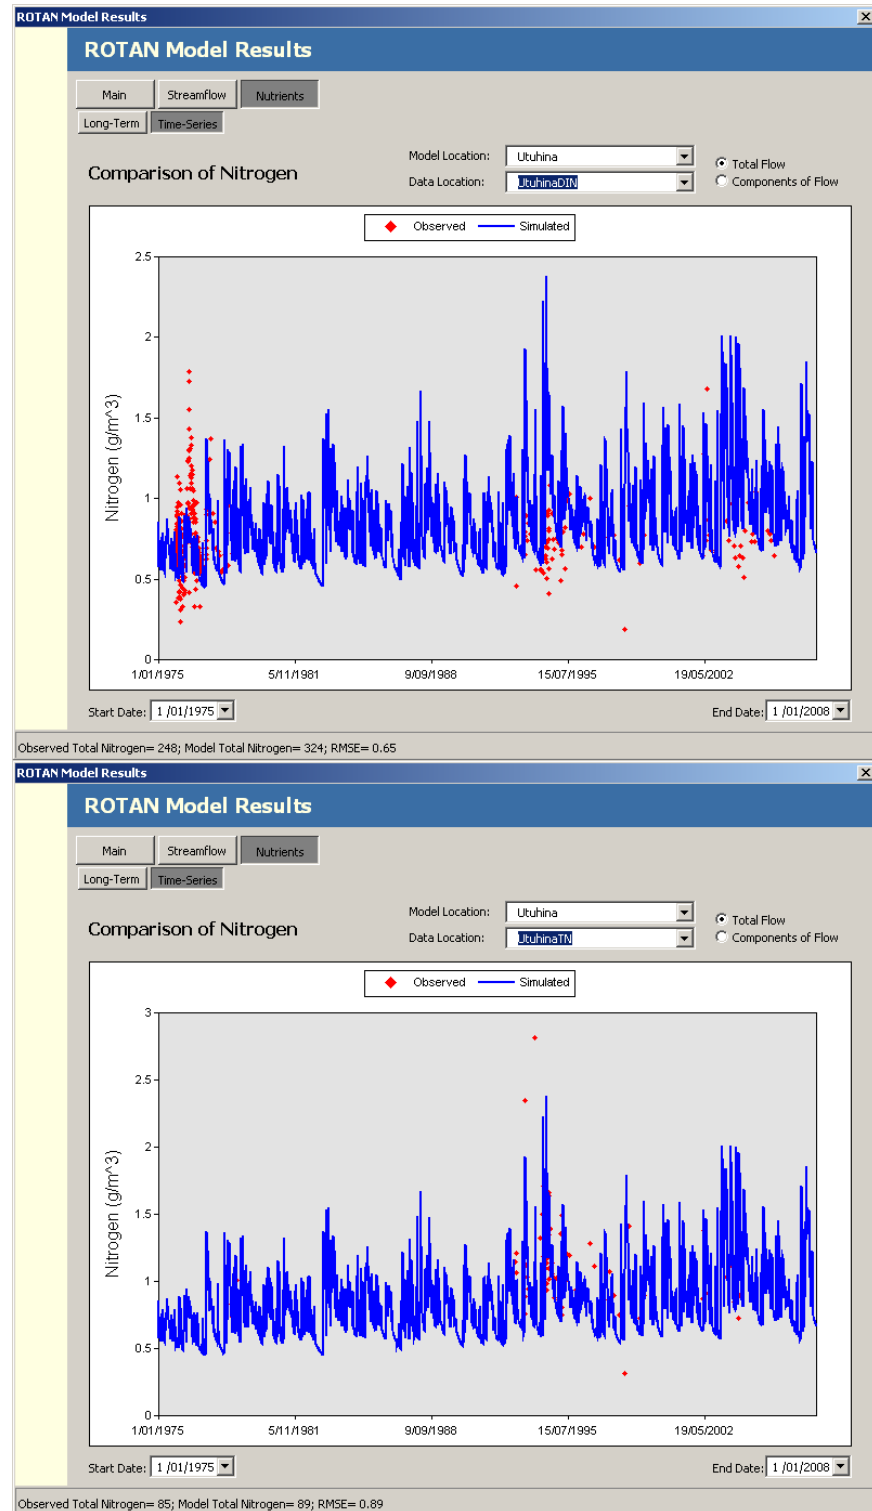 ROTAN Model Results
ROTAN Model Results
Main Streamflow Nutrients
Long-Term Time-Series
Comparison of Nitrogen
Model Location: Utuhina
Data Location: UtuhinaDIN
Total Flow
Components of Flow
Observed Simulated
Nitrogen (g/m^3)
2.5
2
1.5
1
0.5
0
1/01/1975 5/11/1981 9/09/1988 15/07/1995 19/05/2002
Start Date: 1 /01/1975 End Date: 1 /01/2008
Observed Total Nitrogen= 248; Model Total Nitrogen= 324; RMSE= 0.65
ROTAN Model Results
ROTAN Model Results
Main Streamflow Nutrients
Long-Term Time-Series
Comparison of Nitrogen
Model Location: Utuhina
Data Location: UtuhinaTN
Total Flow
Components of Flow
Observed Simulated
Nitrogen (g/m^3)
3
2.5
2
1.5
1
0.5
0
1/01/1975 5/11/1981 9/09/1988 15/07/1995 19/05/2002
Start Date: 1 /01/1975 End Date: 1 /01/2008
Observed Total Nitrogen= 85; Model Total Nitrogen= 89; RMSE= 0.89